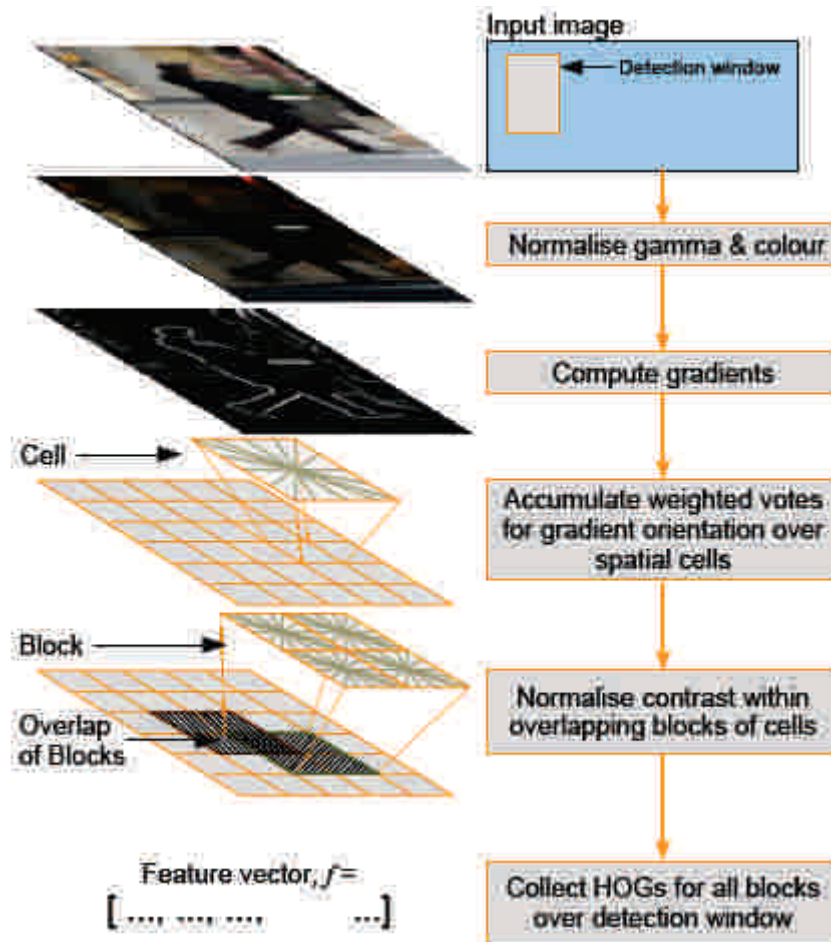 Input image
Detection window
Normalise gamma & colour
Compute gradients
Cell
Accumulate weighted votes
for gradient orientation over
spatial cells
Block
Normalise contrast within
overlapping blocks of cells
Overlap
of Blocks
Feature vector, f =
[ ..., ..., ..., ...]
Collect HOGs for all blocks
over detection window